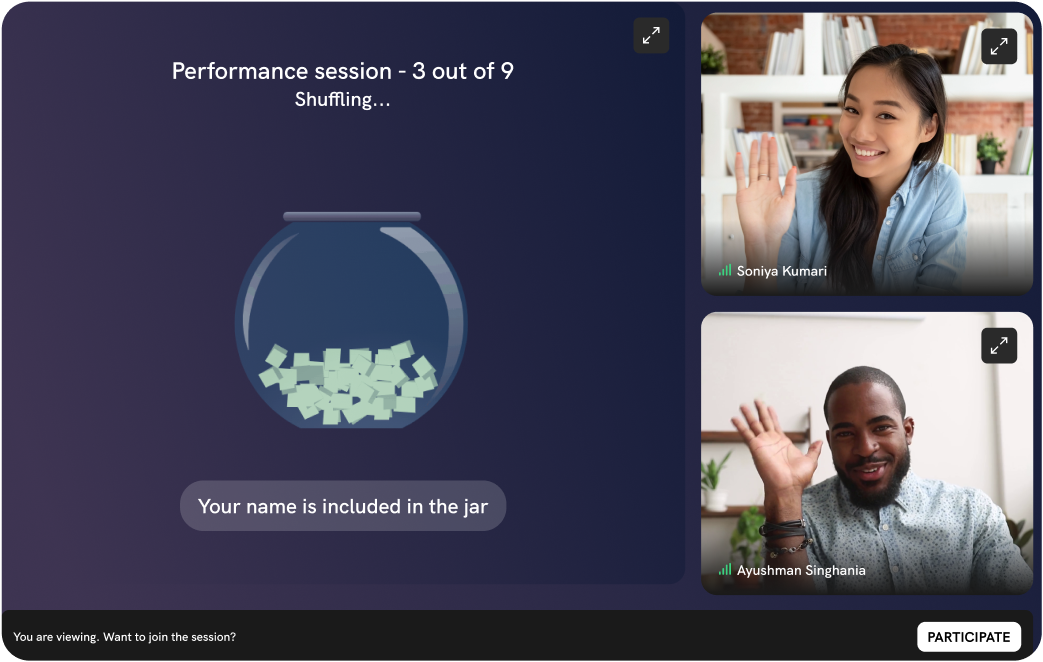 Performance session - 3 out of 9
Shuffling...
Your name is included in the jar
Soniya Kumari
Ayushman Singhania
You are viewing. Want to join the session?
PARTICIPATE